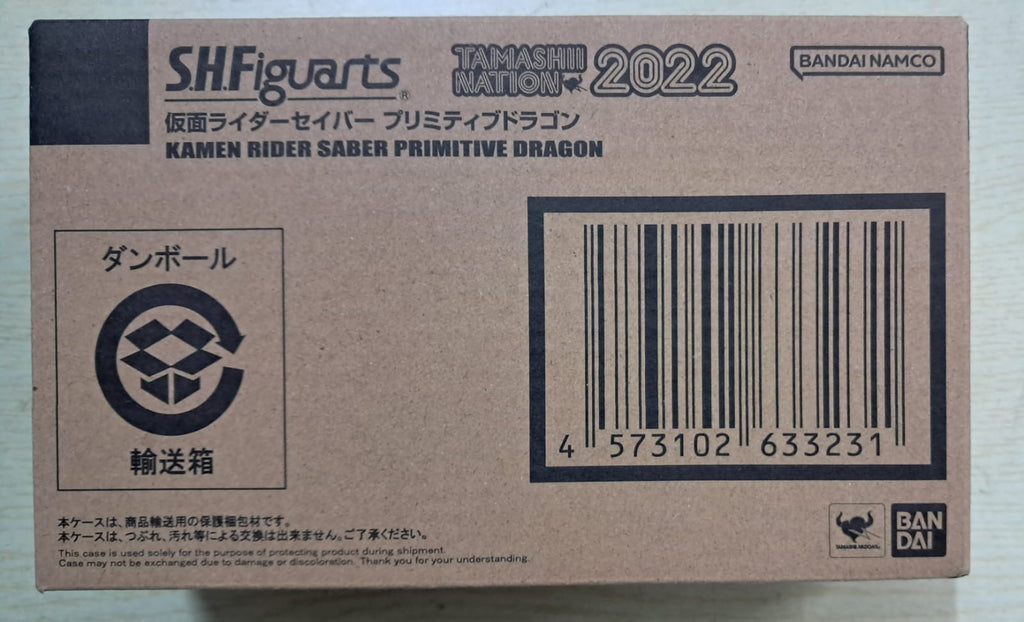 S.H.Figuarts®
TAMASHII NATION 2022
BANDAI NAMCO
仮面ライダーセイバー プリミティブドラゴン
KAMEN RIDER SABER PRIMITIVE DRAGON
ダンボール
輸送箱
4 573102 633231
本ケースは、商品輸送用の保護梱包材です。
本ケースは、つぶれ、汚れ等による交換は出来ません。ご了承ください。
This case is used solely for the purpose of protecting product during shipment.
Case may not be exchanged due to damage or discoloration. Thank you for your understanding.
TAMASHII NATIONS
BAN
DAI